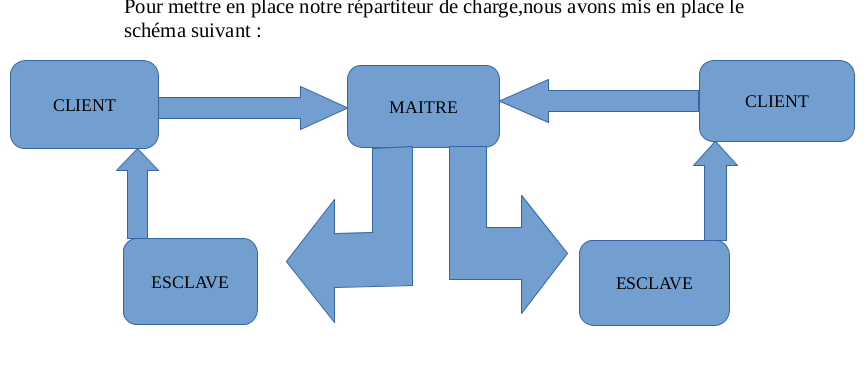 Pour mettre en place notre répartiteur de charge,nous avons mis en place le
schéma suivant :
CLIENT
MAITRE
CLIENT
ESCLAVE
ESCLAVE